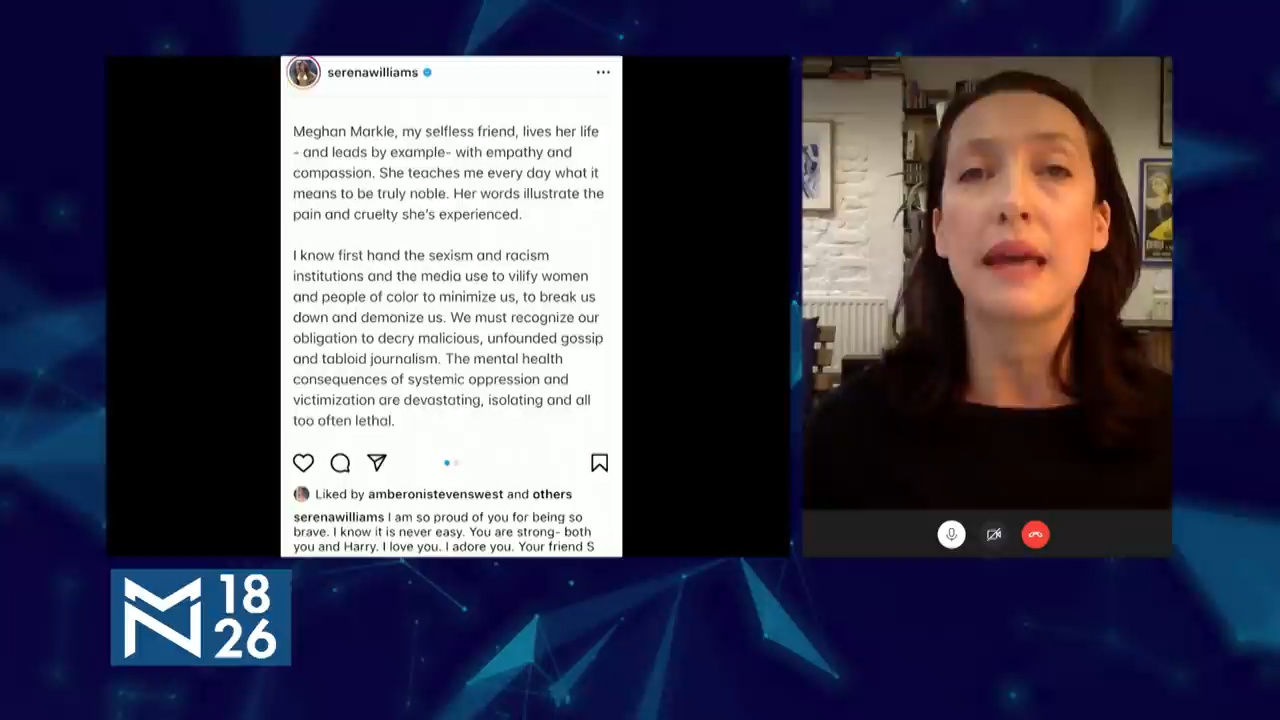 serenawilliams
Meghan Markle, my selfless friend, lives her life
- and leads by example- with empathy and
compassion. She teaches me every day what it
means to be truly noble. Her words illustrate the
pain and cruelty she's experienced.
I know first hand the sexism and racism
institutions and the media use to vilify women
and people of color to minimize us, to break us
down and demonize us. We must recognize our
obligation to decry malicious, unfounded gossip
and tabloid journalism. The mental health
consequences of systemic oppression and
victimization are devastating, isolating and all
too often lethal.
Liked by amberonistevenswest and others
serenawilliams I am so proud of you for being so
brave. I know it is never easy. You are strong- both
you and Harry. I love you. I adore you. Your friend S
MN 18
26